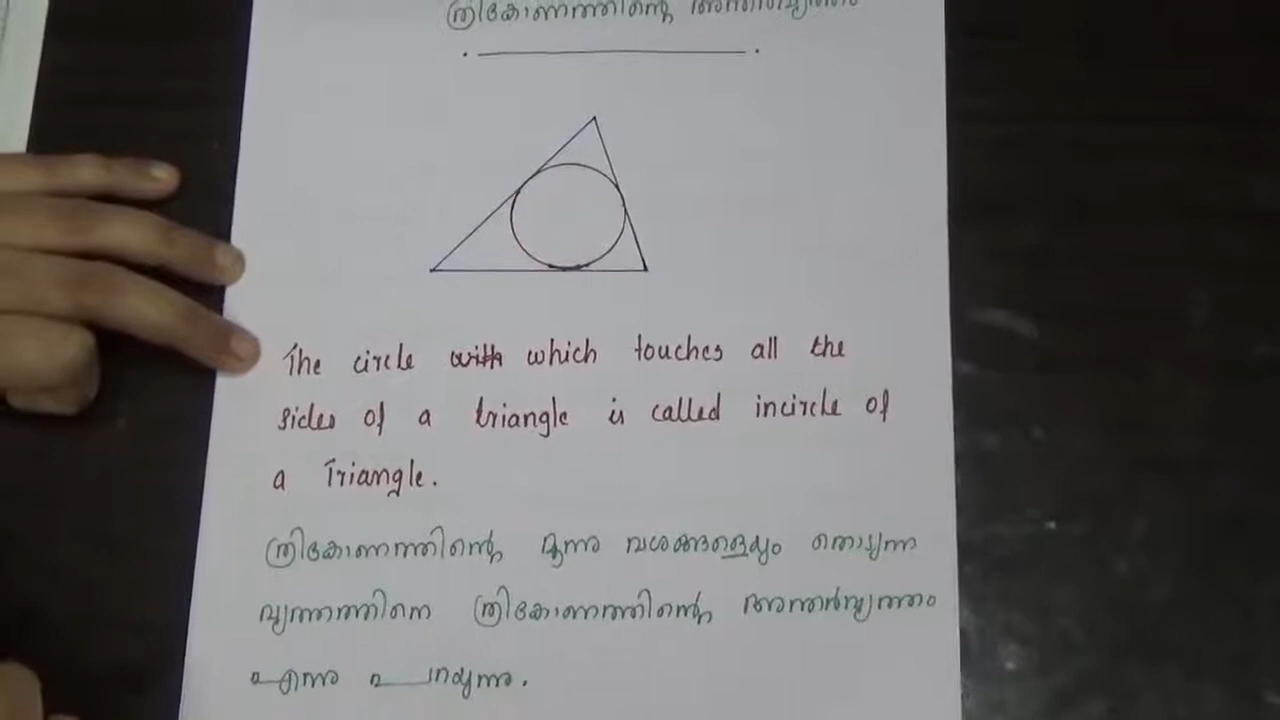 ത്രികോണത്തിന്റെ അന്തർവൃത്തം
The circle with which touches all the
sides of a triangle is called incircle of
a Triangle.
ത്രികോണത്തിന്റെ മൂന്നു വശങ്ങളെയും തൊടുന്ന
വൃത്തത്തിനെ ത്രികോണത്തിന്റെ അന്തർവൃത്തം
എന്നു പറയുന്നു.